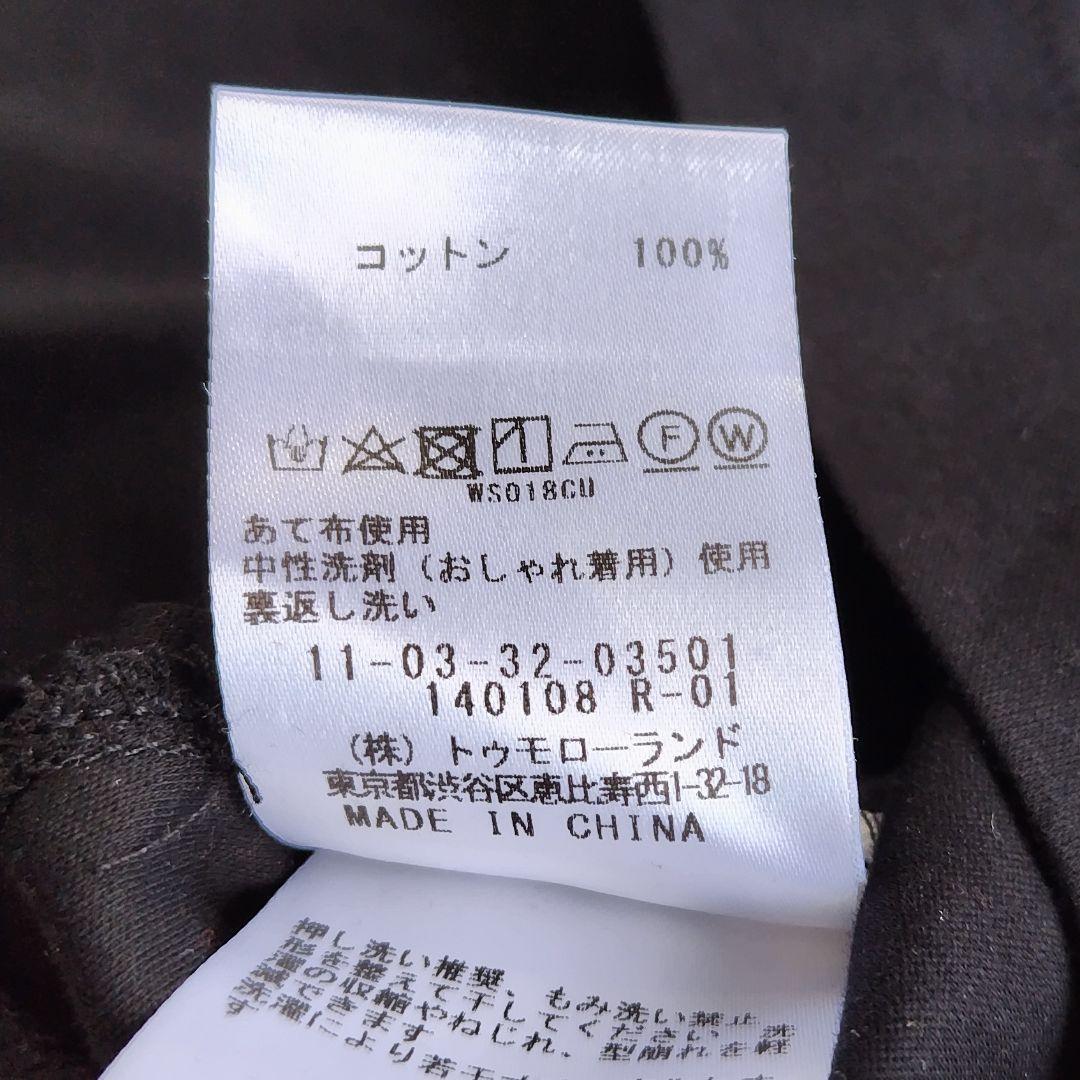 コットン 100%
F W
WS018CU
あて布使用
中性洗剤（おしゃれ着用）使用
裏返し洗い
11-03-32-03501
140108 R-01
（株）トゥモローランド
東京都渋谷区恵比寿西1-32-18
MADE IN CHINA
押し洗い推奨、もみ洗い禁止
形を整えて干してください。洗
濯の収縮やねじれ、型崩れを軽
減できます。
洗濯により若干